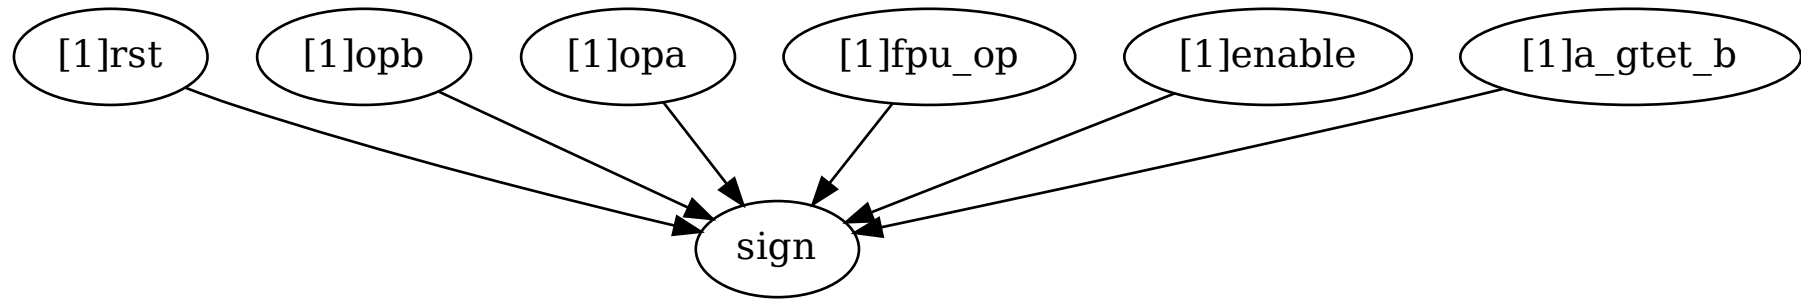 [1]rst
[1]opb
[1]opa
[1]fpu_op
[1]enable
[1]a_gtet_b
sign